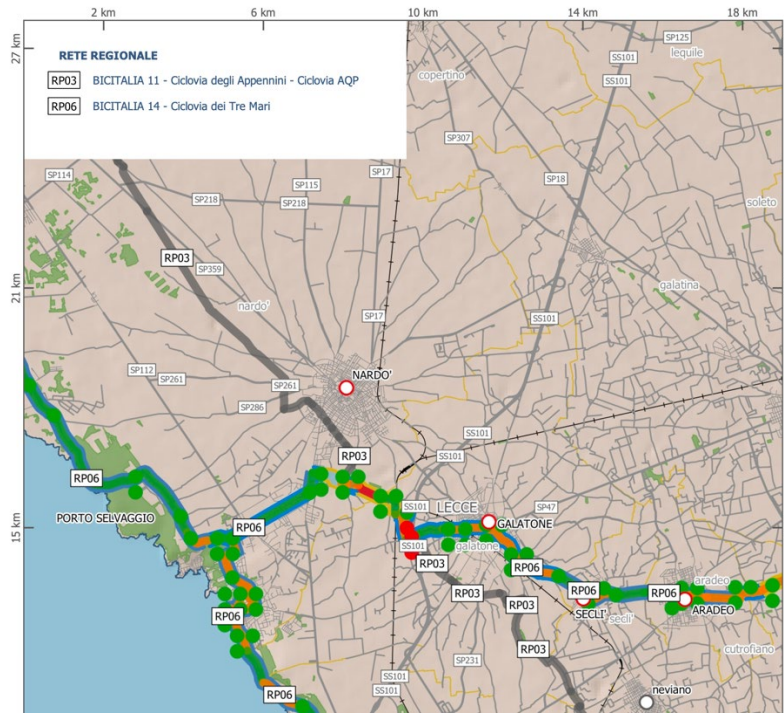 2 km
6 km
10 km
14 km
18 km
27 km
RETE REGIONALE
RP03 BICITALIA 11 - Ciclovia degli Appennini - Ciclovia AQP
RP06 BICITALIA 14 - Ciclovia dei Tre Mari
SP125
lequile
SS101
copertino
SS101
SP307
SP114
SP115
SP17
SP18
SP218
SP218
soleto
RP03
SP359
21 km
galatina
nardo'
SP17
SS101
SP112
SP261
SP261
NARDO'
SP286
SS101
RP03
SS101
RP06
SS101
LECCE
SP47
PORTO SELVAGGIO
15 km
RP06
GALATONE
SS101
galatone
RP03
RP06
aradeo
RP03
RP06
RP06
SECLI'
ARADEO
RP03
secli'
RP06
RP03
cutrofiano
SP231
SS101
neviano
RP06
SS101